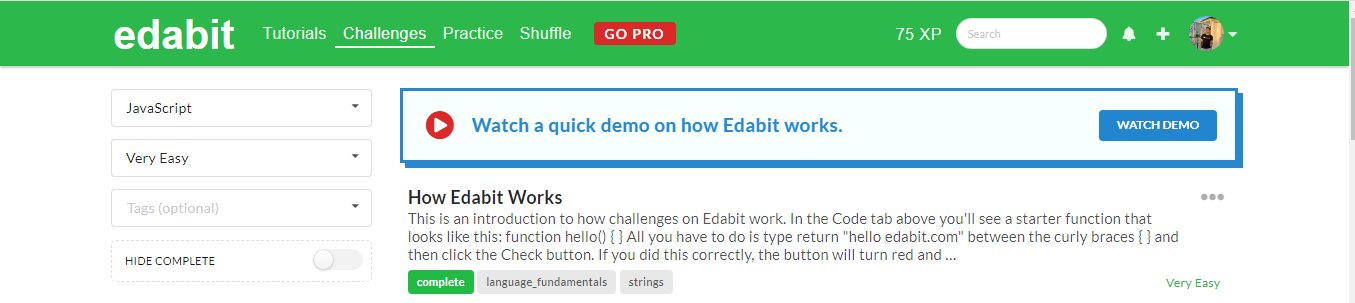 edabit Tutorials Challenges Practice Shuffle GO PRO 75 XP Search
JavaScript
Very Easy
Tags (optional)
HIDE COMPLETE
Watch a quick demo on how Edabit works. WATCH DEMO
How Edabit Works
This is an introduction to how challenges on Edabit work. In the Code tab above you'll see a starter function that
looks like this: function hello() { } All you have to do is type return "hello edabit.com" between the curly braces { } and
then click the Check button. If you did this correctly, the button will turn red and ...
complete language_fundamentals strings Very Easy